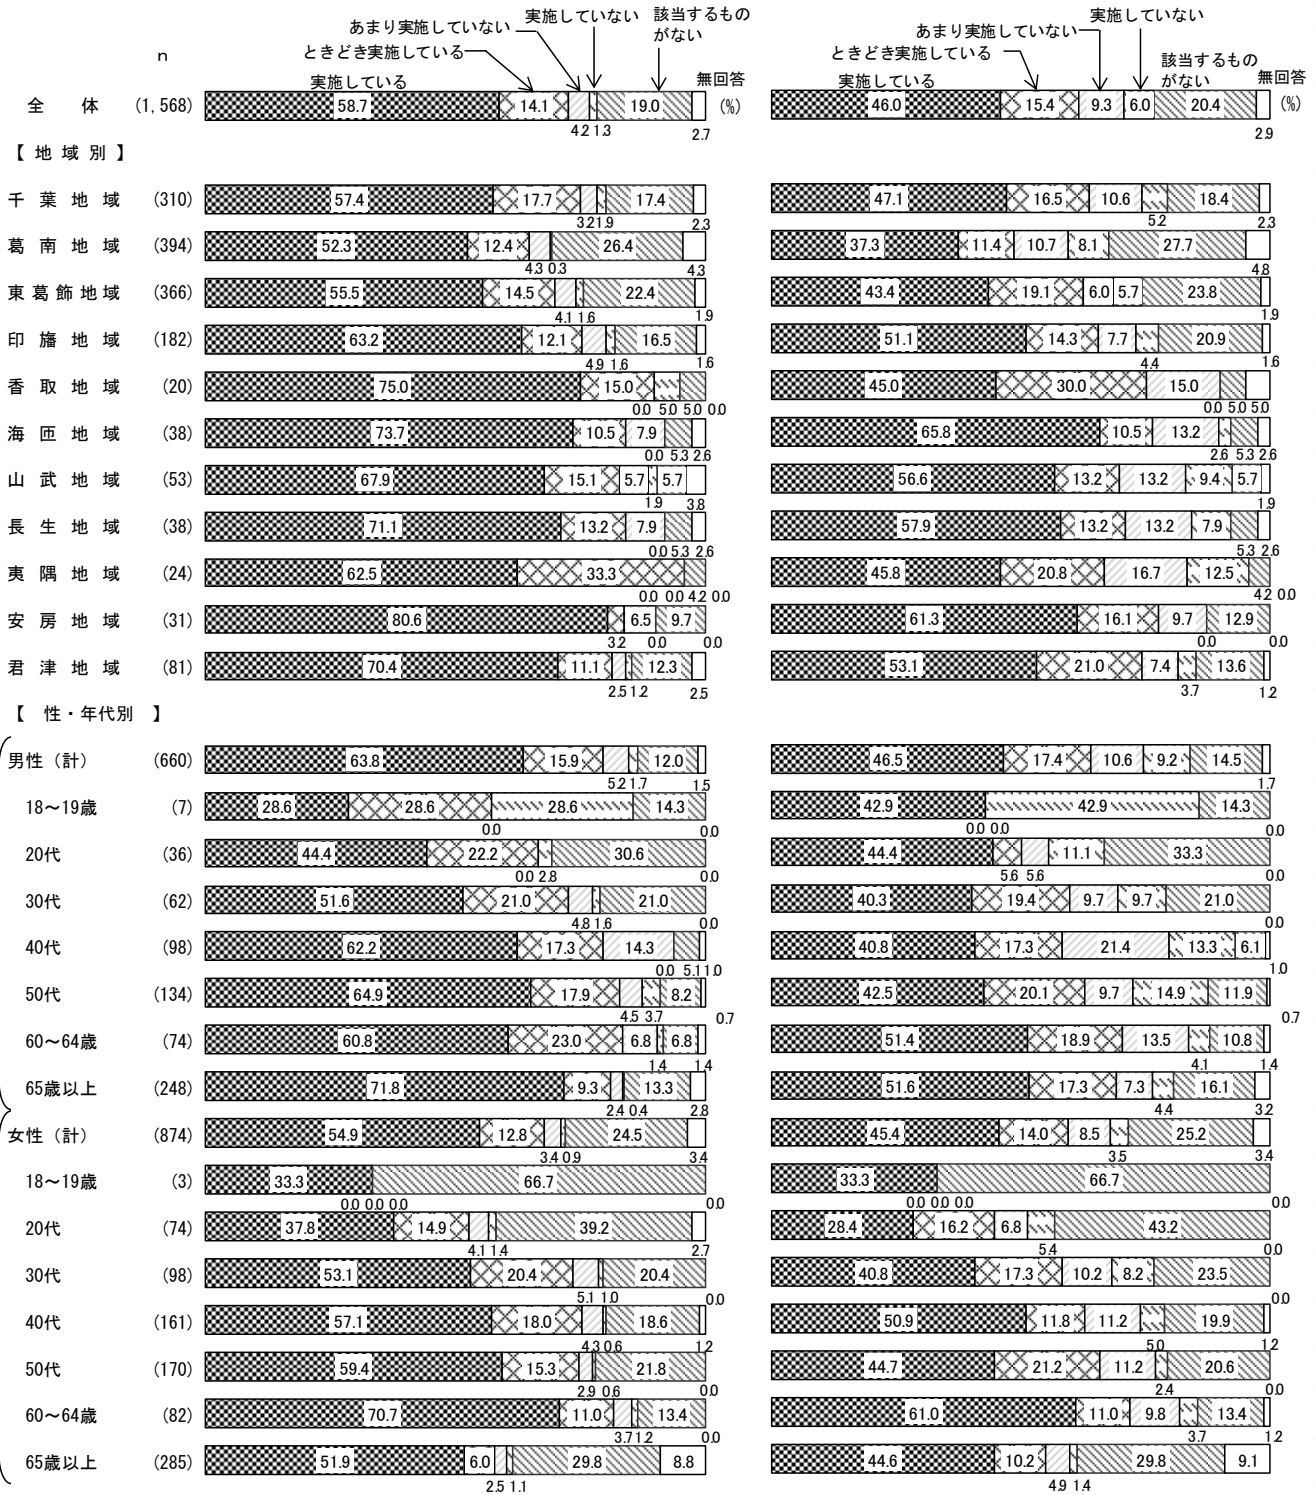 実施していない 該当するもの
あまり実施していない がない
ときどき実施している
n 実施している 無回答
実施していない
あまり実施していない
ときどき実施している 該当するもの
実施している がない 無回答
全体 (1,568) 58.7 14.1 19.0 (%) 46.0 15.4 9.3 6.0 20.4 (%)
4.2 1.3 2.7 2.9
【地域別】
千葉地域 (310) 57.4 17.7 17.4 47.1 16.5 10.6 18.4
3.2 1.9 2.3 5.2 2.3
葛南地域 (394) 52.3 12.4 26.4 37.3 11.4 10.7 8.1 27.7
4.3 0.3 4.3 4.8
東葛飾地域 (366) 55.5 14.5 22.4 43.4 19.1 6.0 5.7 23.8
4.1 1.6 1.9 1.9
印旛地域 (182) 63.2 12.1 16.5 51.1 14.3 7.7 20.9
4.9 1.6 1.6 4.4 1.6
香取地域 (20) 75.0 15.0 45.0 30.0 15.0
0.0 5.0 5.0 0.0 0.0 5.0 5.0
海匝地域 (38) 73.7 10.5 7.9 65.8 10.5 13.2
0.0 5.3 2.6 2.6 5.3 2.6
山武地域 (53) 67.9 15.1 5.7 5.7 56.6 13.2 13.2 9.4 5.7
1.9 3.8 1.9
長生地域 (38) 71.1 13.2 7.9 57.9 13.2 13.2 7.9
0.0 5.3 2.6 5.3 2.6
夷隅地域 (24) 62.5 33.3 45.8 20.8 16.7 12.5
0.0 0.0 4.2 0.0 4.2 0.0
安房地域 (31) 80.6 6.5 9.7 61.3 16.1 9.7 12.9
3.2 0.0 0.0 0.0 0.0
君津地域 (81) 70.4 11.1 12.3 53.1 21.0 7.4 13.6
2.5 1.2 2.5 3.7 1.2
【 性・年代別 】
男性(計) (660) 63.8 15.9 12.0 46.5 17.4 10.6 9.2 14.5
5.2 1.7 1.5 1.7
18~19歳 (7) 28.6 28.6 28.6 14.3 42.9 42.9 14.3
0.0 0.0 0.0 0.0 0.0
20代 (36) 44.4 22.2 30.6 44.4 11.1 33.3
0.0 2.8 0.0 5.6 5.6 0.0
30代 (62) 51.6 21.0 21.0 40.3 19.4 9.7 9.7 21.0
4.8 1.6 0.0 0.0
40代 (98) 62.2 17.3 14.3 40.8 17.3 21.4 13.3 6.1
0.0 5.1 1.0 1.0
50代 (134) 64.9 17.9 8.2 42.5 20.1 9.7 14.9 11.9
4.5 3.7 0.7 0.7
60~64歳 (74) 60.8 23.0 6.8 6.8 51.4 18.9 13.5 10.8
1.4 1.4 4.1 1.4
65歳以上 (248) 71.8 9.3 13.3 51.6 17.3 7.3 16.1
2.4 0.4 2.8 4.4 3.2
女性(計) (874) 54.9 12.8 24.5 45.4 14.0 8.5 25.2
3.4 0.9 3.4 3.5 3.4
18~19歳 (3) 33.3 66.7 33.3 66.7
0.0 0.0 0.0 0.0 0.0 0.0 0.0 0.0
20代 (74) 37.8 14.9 39.2 28.4 16.2 6.8 43.2
4.1 1.4 2.7 5.4 0.0
30代 (98) 53.1 20.4 20.4 40.8 17.3 10.2 8.2 23.5
5.1 1.0 0.0 0.0
40代 (161) 57.1 18.0 18.6 50.9 11.8 11.2 19.9
4.3 0.6 1.2 5.0 1.2
50代 (170) 59.4 15.3 21.8 44.7 21.2 11.2 20.6
2.9 0.6 0.0 2.4 0.0
60~64歳 (82) 70.7 11.0 13.4 61.0 11.0 9.8 13.4
3.7 1.2 0.0 3.7 1.2
65歳以上 (285) 51.9 6.0 29.8 8.8 44.6 10.2 29.8 9.1
2.5 1.1 4.9 1.4